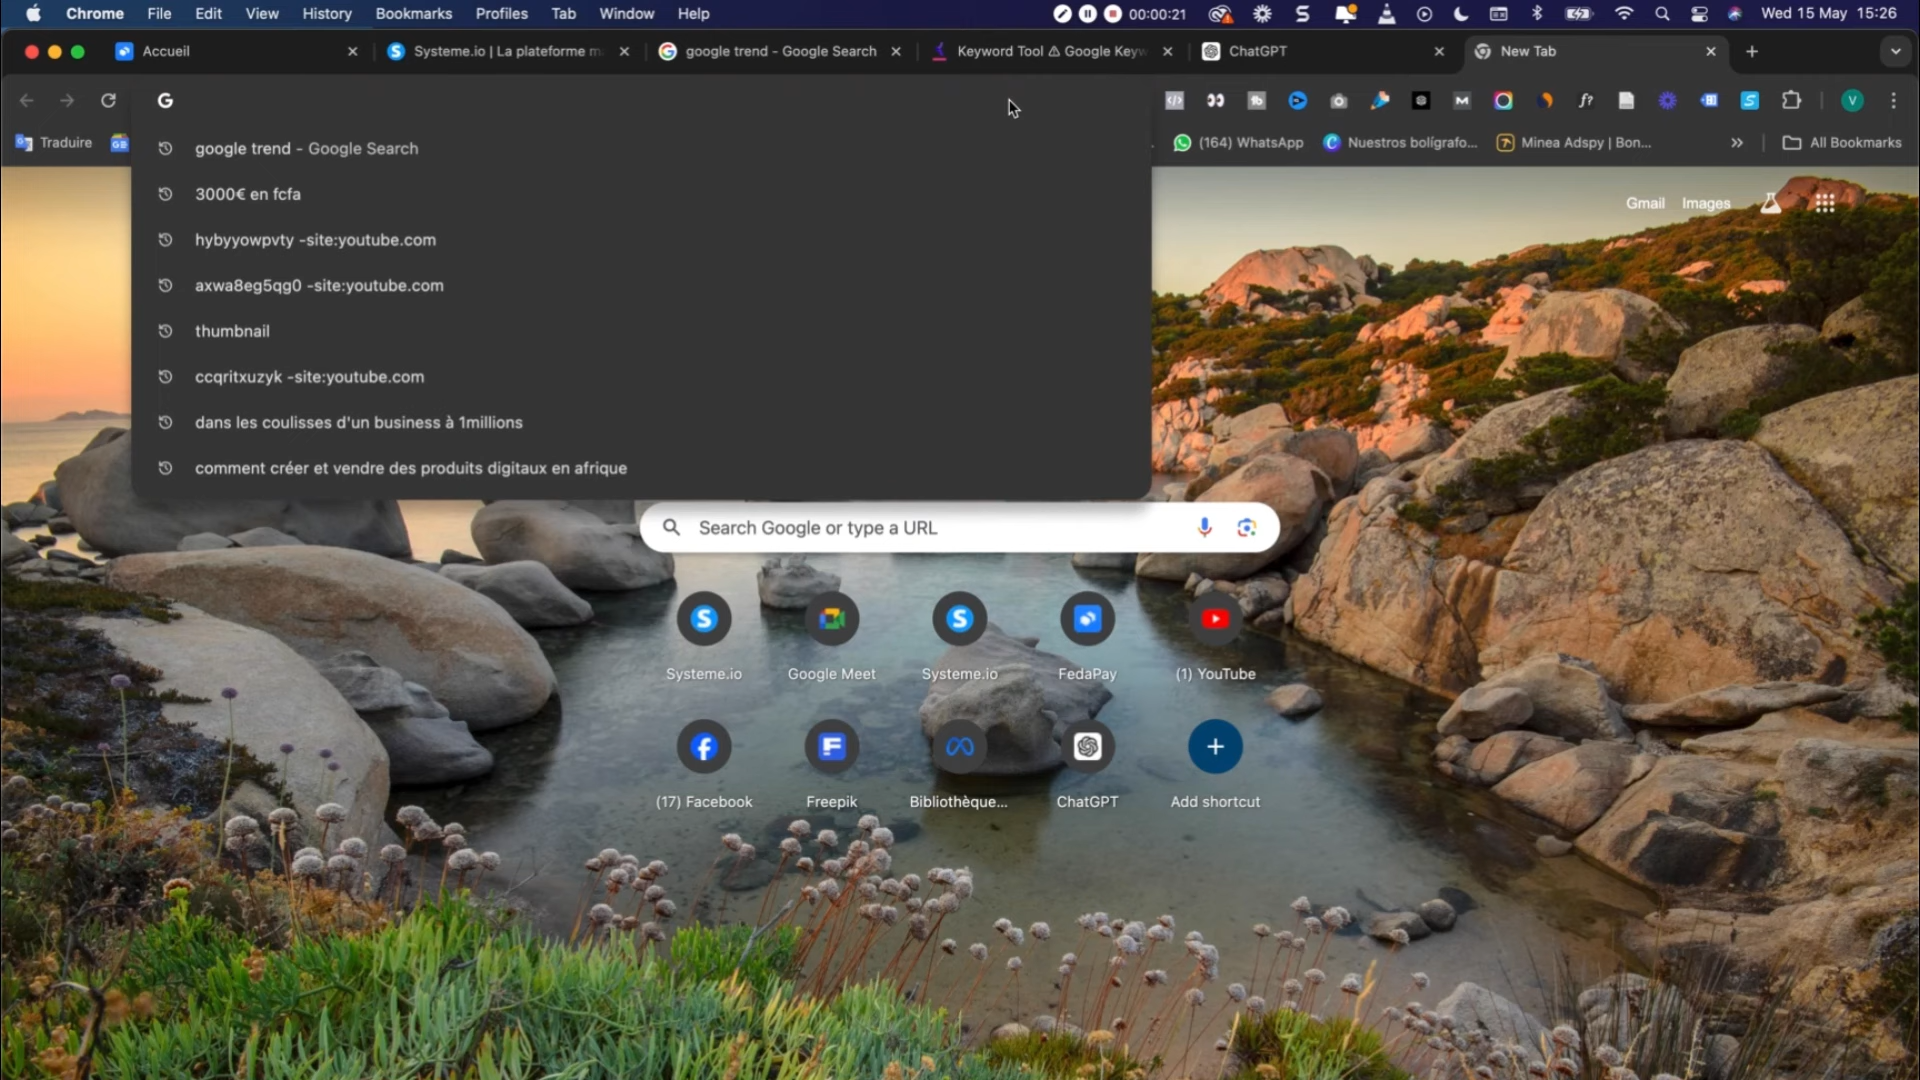 Chrome File Edit View History Bookmarks Profiles Tab Window Help 00:00:21 Wed 15 May 15:26
Accueil Systeme.io | La plateforme m google trend - Google Search Keyword Tool ⚠ Google Keyw ChatGPT New Tab
Traduire (164) WhatsApp Nuestros bolígrafo... Minea Adspy | Bon... » All Bookmarks
google trend - Google Search
3000€ en fcfa
hybyyowpvty -site:youtube.com
axwa8eg5qg0 -site:youtube.com
thumbnail
ccqritxuzyk -site:youtube.com
dans les coulisses d'un business à 1millions
comment créer et vendre des produits digitaux en afrique
Gmail Images
Search Google or type a URL
Systeme.io Google Meet Systeme.io FedaPay (1) YouTube
(17) Facebook Freepik Bibliothèque... ChatGPT Add shortcut